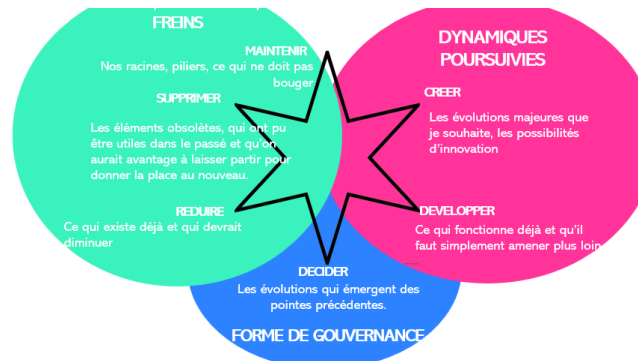 FREINS
MAINTENIR
Nos racines, piliers, ce qui ne doit pas
bouger
SUPPRIMER
Les éléments obsolètes, qui ont pu
être utiles dans le passé et qu'on
aurait avantage à laisser partir pour
donner la place au nouveau.
REDUIRE
Ce qui existe déjà et qui devrait
diminuer
DYNAMIQUES
POURSUIVIES
CREER
Les évolutions majeures que
je souhaite, les possibilités
d'innovation
DEVELOPPER
Ce qui fonctionne déjà et qu'il
faut simplement amener plus loin
DECIDER
Les évolutions qui émergent des
pointes précédentes.
FORME DE GOUVERNANCE